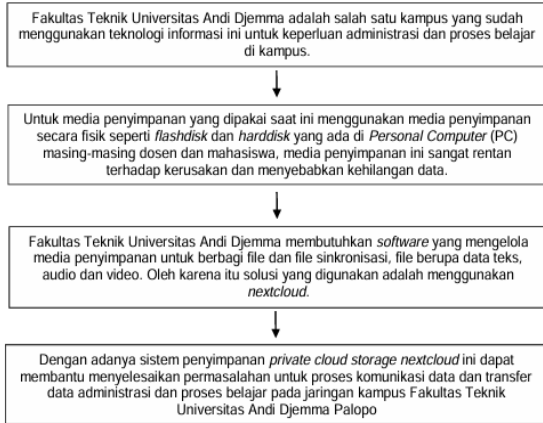 Fakultas Teknik Universitas Andi Djemma adalah salah satu kampus yang sudah
menggunakan teknologi informasi ini untuk keperluan administrasi dan proses belajar
di kampus.
Untuk media penyimpanan yang dipakai saat ini menggunakan media penyimpanan
secara fisik seperti flashdisk dan harddisk yang ada di Personal Computer (PC)
masing-masing dosen dan mahasiswa, media penyimpanan ini sangat rentan
terhadap kerusakan dan menyebabkan kehilangan data.
Fakultas Teknik Universitas Andi Djemma membutuhkan software yang mengelola
media penyimpanan untuk berbagi file dan file sinkronisasi, file berupa data teks,
audio dan video. Oleh karena itu solusi yang digunakan adalah menggunakan
nextcloud.
Dengan adanya sistem penyimpanan private cloud storage nextcloud ini dapat
membantu menyelesaikan permasalahan untuk proses komunikasi data dan transfer
data administrasi dan proses belajar pada jaringan kampus Fakultas Teknik
Universitas Andi Djemma Palopo